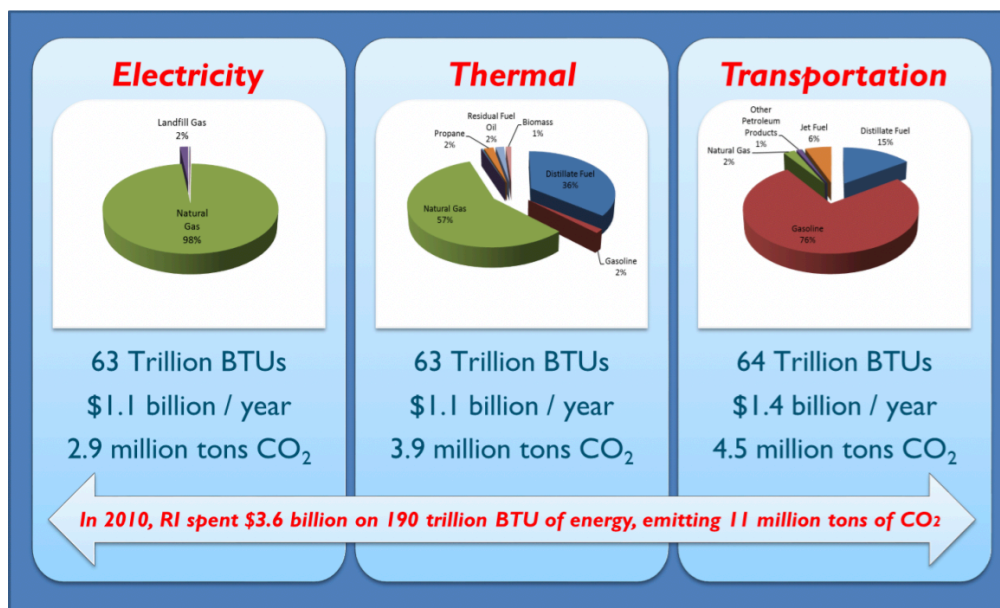 Electricity
Landfill Gas
2%
Natural
Gas
98%
63 Trillion BTUs
$1.1 billion / year
2.9 million tons CO₂
Thermal
Residual Fuel
Oil
2%
Biomass
1%
Propane
2%
Distillate Fuel
36%
Natural Gas
57%
Gasoline
2%
63 Trillion BTUs
$1.1 billion / year
3.9 million tons CO₂
Transportation
Other
Petroleum
Products
1%
Jet Fuel
6%
Distillate Fuel
15%
Natural Gas
2%
Gasoline
76%
64 Trillion BTUs
$1.4 billion / year
4.5 million tons CO₂
In 2010, RI spent $3.6 billion on 190 trillion BTU of energy, emitting 11 million tons of CO₂